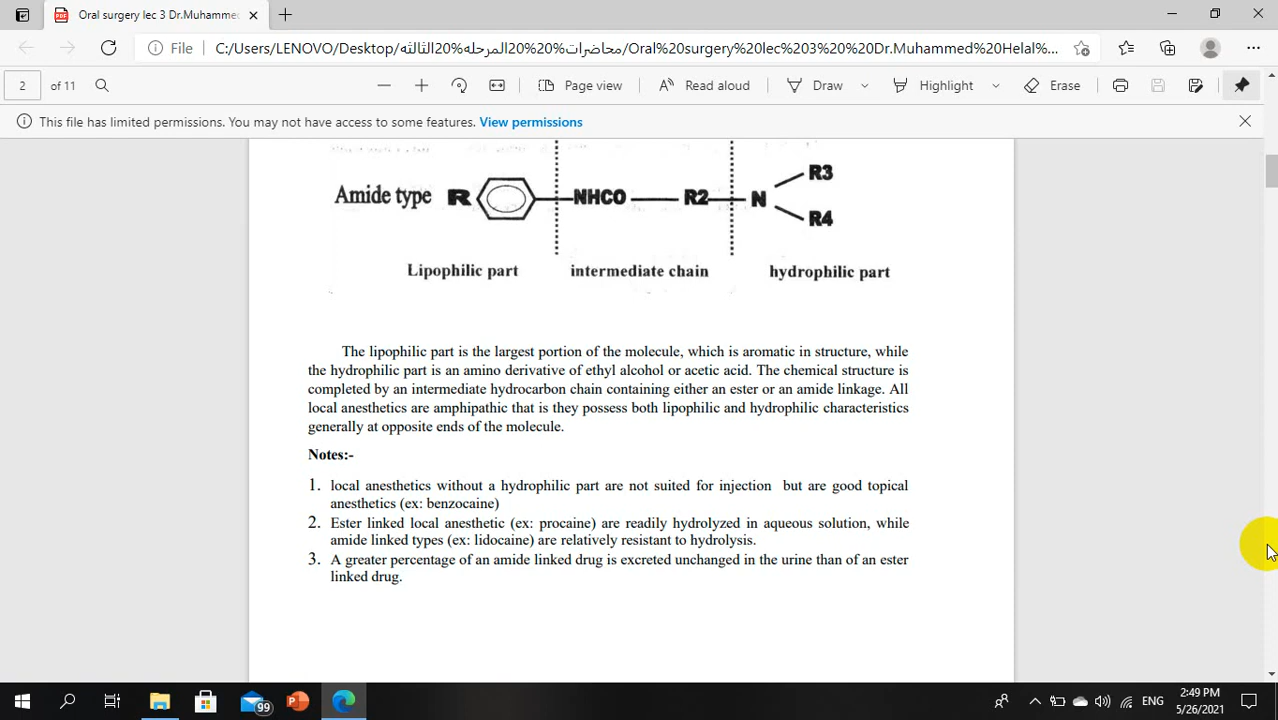 Oral surgery lec 3 Dr.Muhamme
File
C:/Users/LENOVO/Desktop/محاضرات%20%20المرحله%20الثالثه/Oral%20surgery%20lec%203%20%20Dr.Muhammed%20Helal%...
2 of 11
Page view
Read aloud
Draw
Highlight
Erase
This file has limited permissions. You may not have access to some features. View permissions
R3
Amide type R NHCO R2 N
R4
Lipophilic part intermediate chain hydrophilic part
The lipophilic part is the largest portion of the molecule, which is aromatic in structure, while
the hydrophilic part is an amino derivative of ethyl alcohol or acetic acid. The chemical structure is
completed by an intermediate hydrocarbon chain containing either an ester or an amide linkage. All
local anesthetics are amphipathic that is they possess both lipophilic and hydrophilic characteristics
generally at opposite ends of the molecule.
Notes:-
1. local anesthetics without a hydrophilic part are not suited for injection but are good topical
anesthetics (ex: benzocaine)
2. Ester linked local anesthetic (ex: procaine) are readily hydrolyzed in aqueous solution, while
amide linked types (ex: lidocaine) are relatively resistant to hydrolysis.
3. A greater percentage of an amide linked drug is excreted unchanged in the urine than of an ester
linked drug.
99
ENG
2:49 PM
5/26/2021